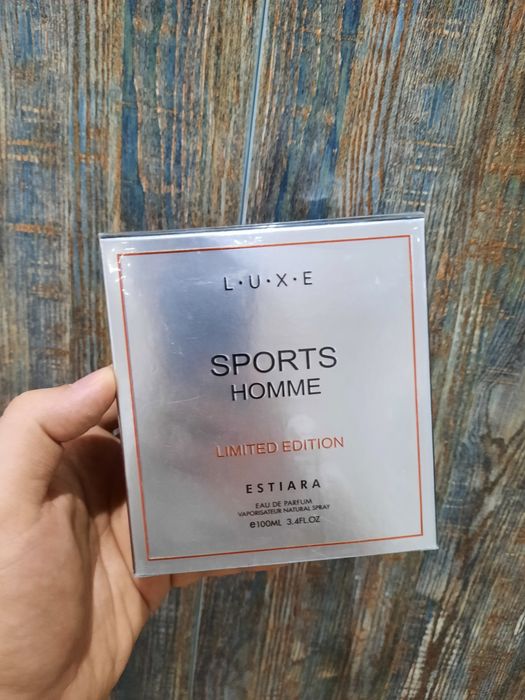 L·U·X·E
SPORTS
HOMME
LIMITED EDITION
ESTIARA
EAU DE PARFUM
VAPORISATEUR NATURAL SPRAY
℮100ML 3.4FL.OZ